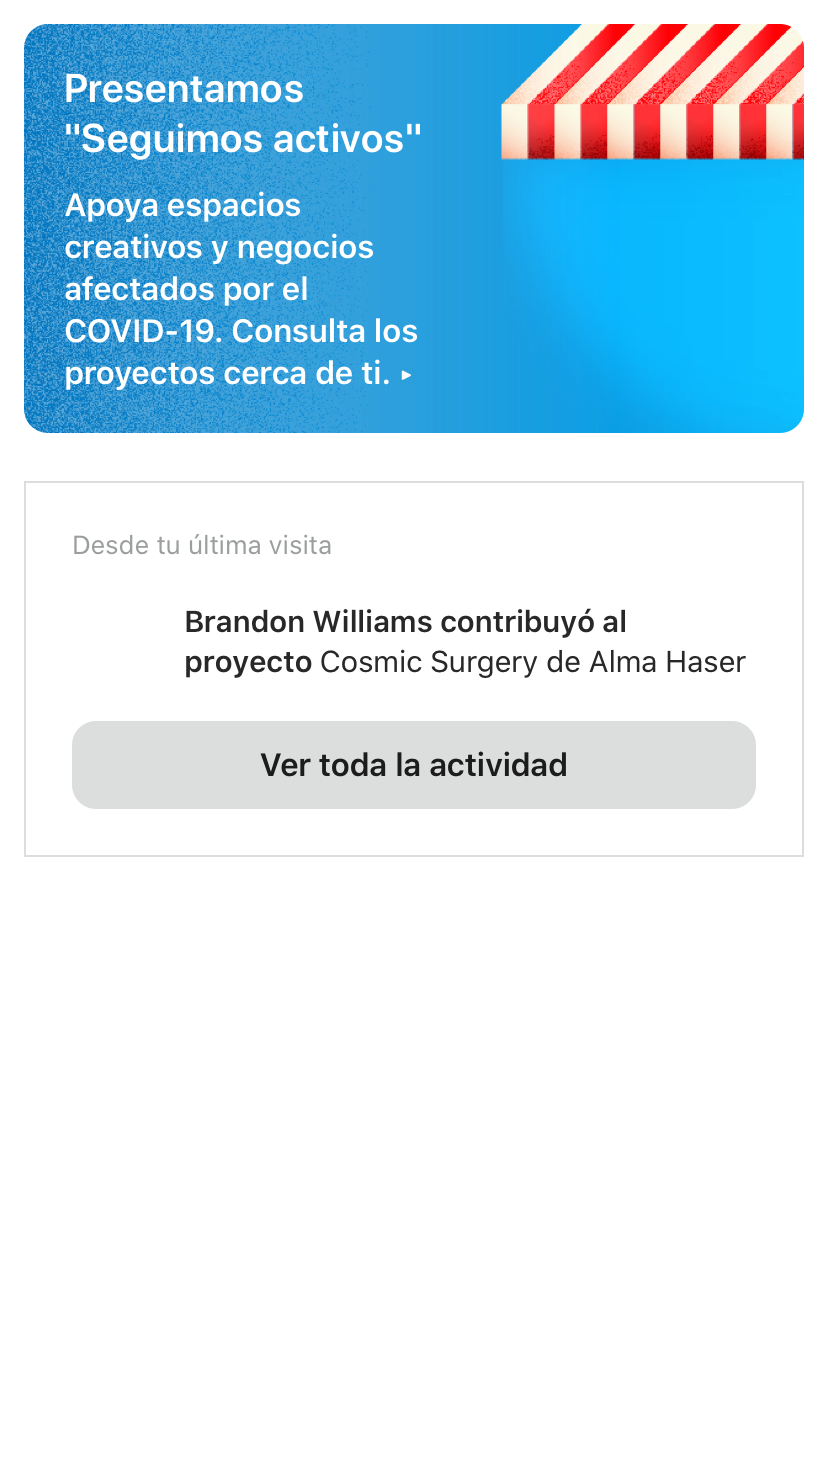 Presentamos
"Seguimos activos"
Apoya espacios
creativos y negocios
afectados por el
COVID-19. Consulta los
proyectos cerca de ti. ▸
Desde tu última visita
Brandon Williams contribuyó al
proyecto Cosmic Surgery de Alma Haser
Ver toda la actividad